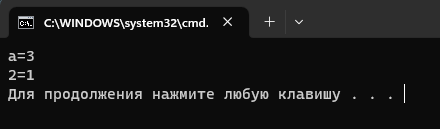 C:\WINDOWS\system32\cmd.
a=3
2=1
Для продолжения нажмите любую клавишу . . .